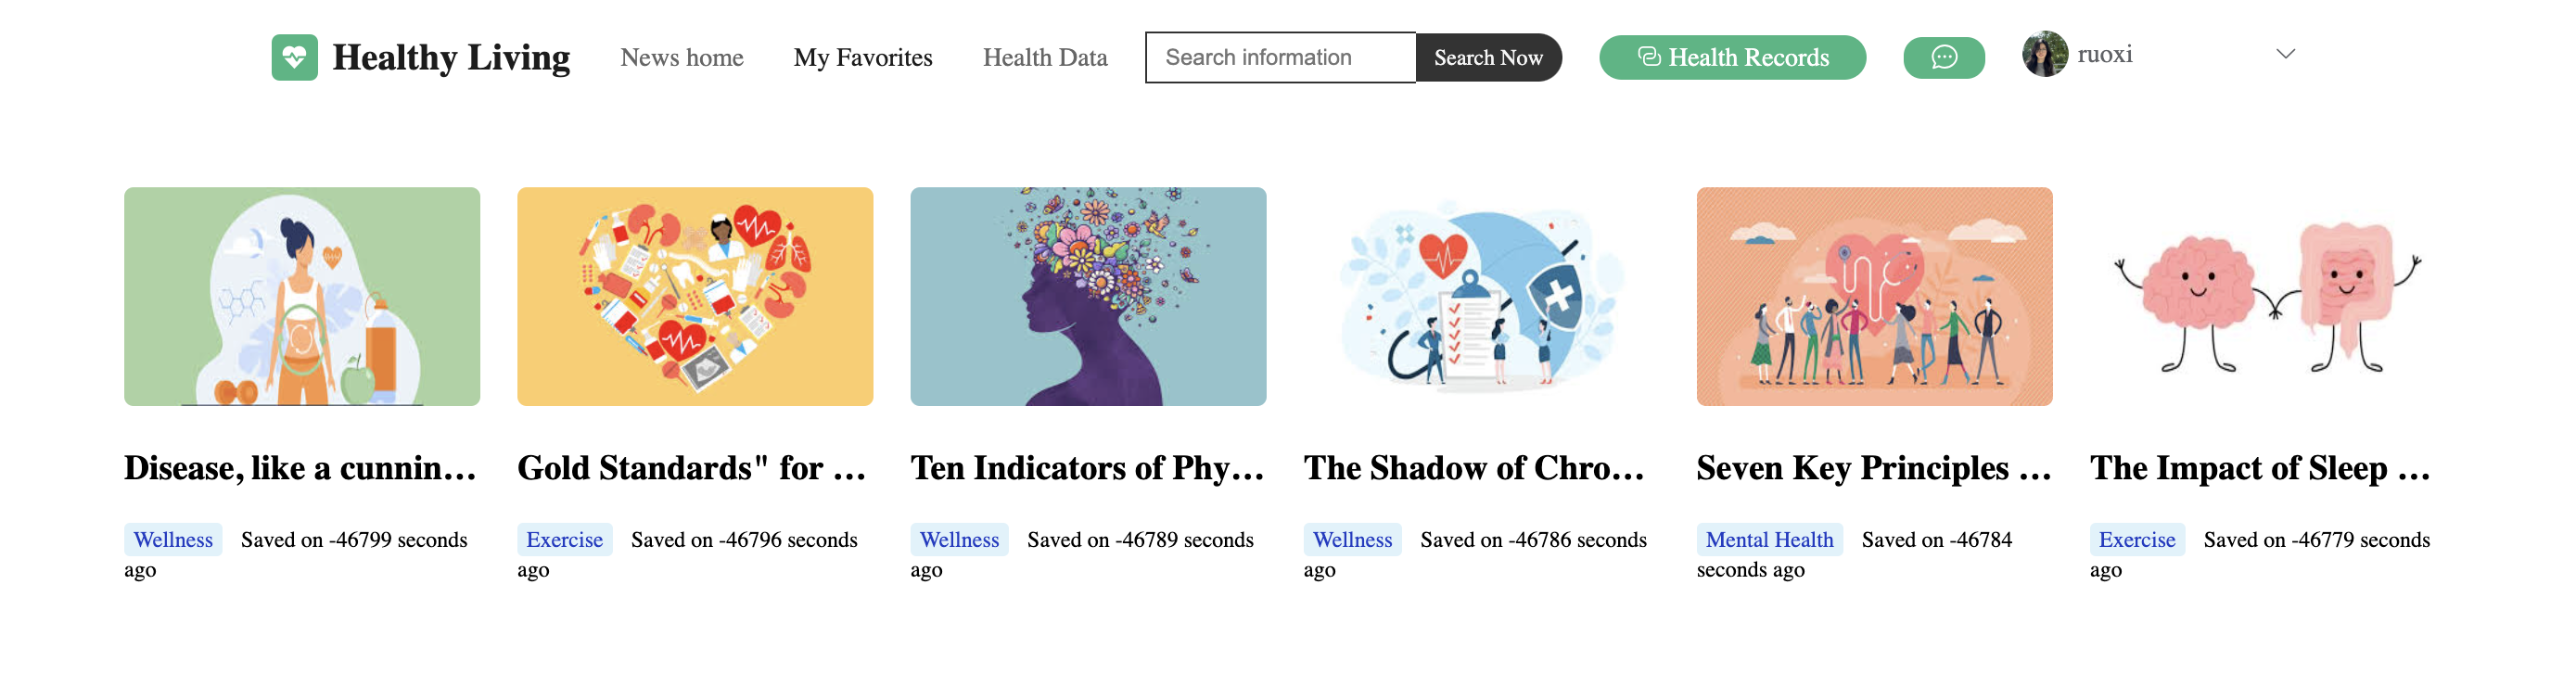 Healthy Living
News home
My Favorites
Health Data
Search information
Search Now
Health Records
ruoxi
Disease, like a cunnin...
Wellness Saved on -46799 seconds
ago
Gold Standards" for ...
Exercise Saved on -46796 seconds
ago
Ten Indicators of Phy...
Wellness Saved on -46789 seconds
ago
The Shadow of Chro...
Wellness Saved on -46786 seconds
ago
Seven Key Principles ...
Mental Health Saved on -46784
seconds ago
The Impact of Sleep ...
Exercise Saved on -46779 seconds
ago